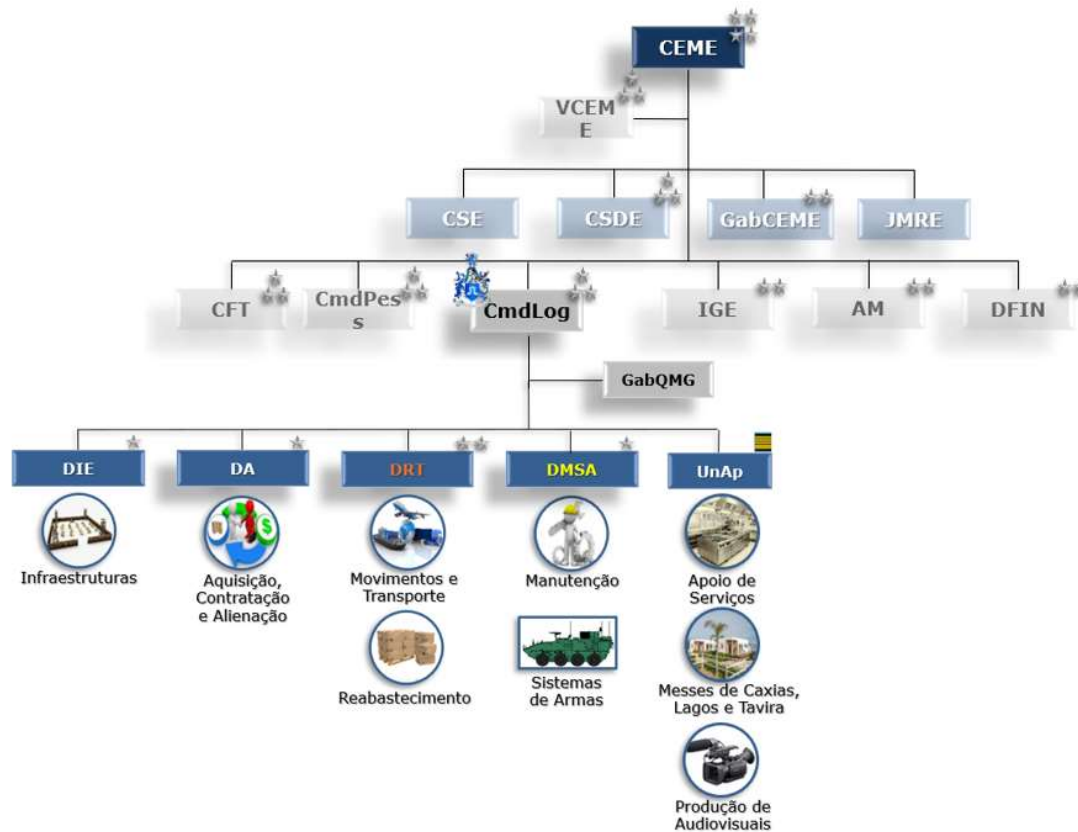 CEME
VCEM
E
CSE
CSDE
GabCEME
JMRE
CFT
CmdPes
s
CmdLog
IGE
AM
DFIN
GabQMG
DIE
DA
DRT
DMSA
UnAp
Infraestruturas
Aquisição,
Contratação
e Alienação
Movimentos e
Transporte
Manutenção
Apoio de
Serviços
Reabastecimento
Sistemas
de Armas
Messes de Caxias,
Lagos e Tavira
Produção de
Audiovisuais